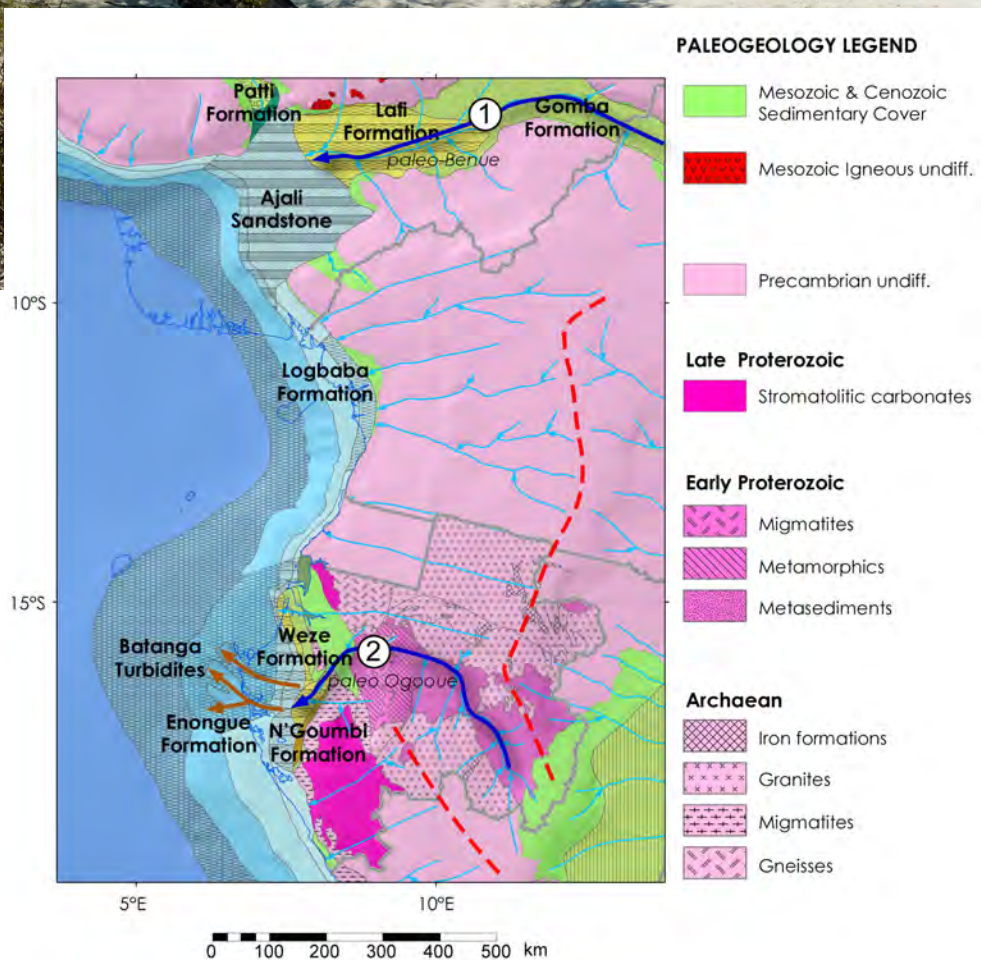 PALEOGEOLOGY LEGEND
Mesozoic & Cenozoic
Sedimentary Cover
Mesozoic Igneous undiff.
Precambrian undiff.
Late Proterozoic
Stromatolitic carbonates
Early Proterozoic
Migmatites
Metamorphics
Metasediments
Archaean
Iron formations
Granites
Migmatites
Gneisses
Patti
Formation
Lafi
Formation
1
Gomba
Formation
paleo-Benue
Ajali
Sandstone
10°S
Logbaba
Formation
15°S
Weze
Formation
2
Batanga
Turbidites
paleo Ogooue
Enongue
Formation
N'Goumbi
Formation
5°E
10°E
0 100 200 300 400 500 km